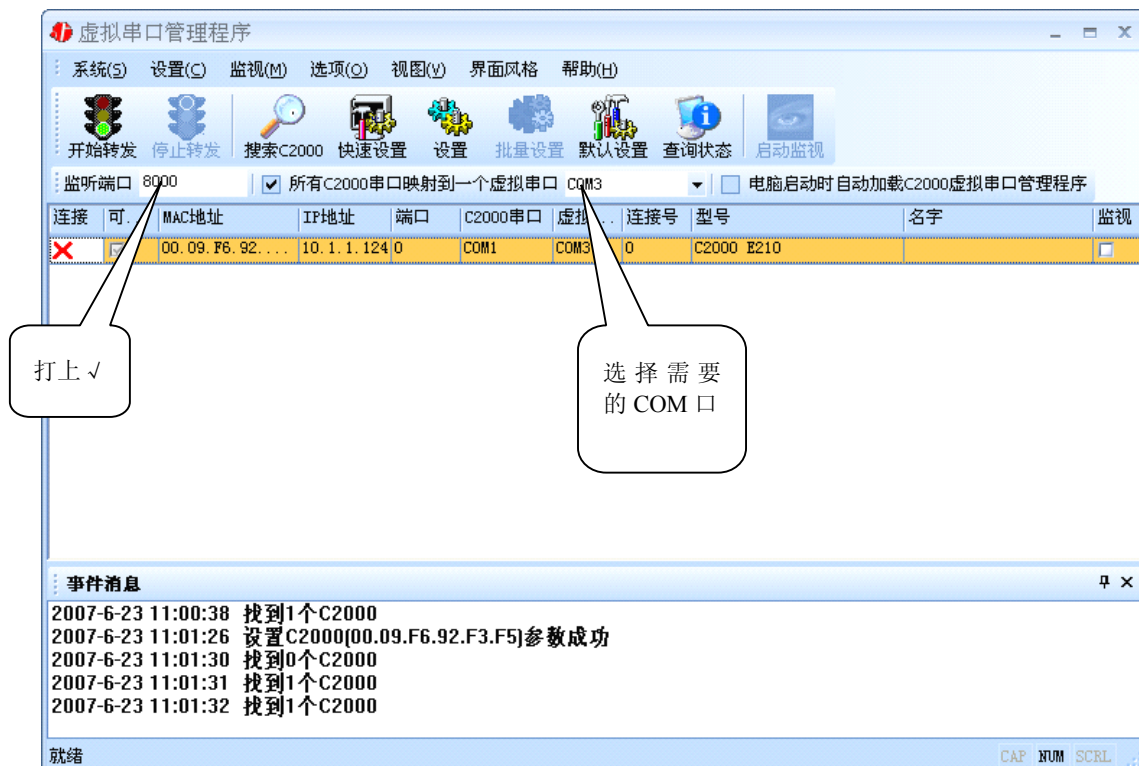 虚拟串口管理程序
系统(S) 设置(C) 监视(M) 选项(O) 视图(V) 界面风格 帮助(H)
开始转发 停止转发 搜索C2000 快速设置 设置 批量设置 默认设置 查询状态 启动监视
监听端口 8000 所有C2000串口映射到一个虚拟串口 COM3 电脑启动时自动加载C2000虚拟串口管理程序
连接 可... MAC地址 IP地址 端口 C2000串口 虚拟... 连接号 型号 名字 监视
00.09.F6.92.... 10.1.1.124 0 COM1 COM3 0 C2000 E210
打上√
选择需要
的 COM 口
事件消息
2007-6-23 11:00:38 找到1个C2000
2007-6-23 11:01:26 设置C2000(00.09.F6.92.F3.F5)参数成功
2007-6-23 11:01:30 找到0个C2000
2007-6-23 11:01:31 找到1个C2000
2007-6-23 11:01:32 找到1个C2000
就绪 CAP NUM SCRL